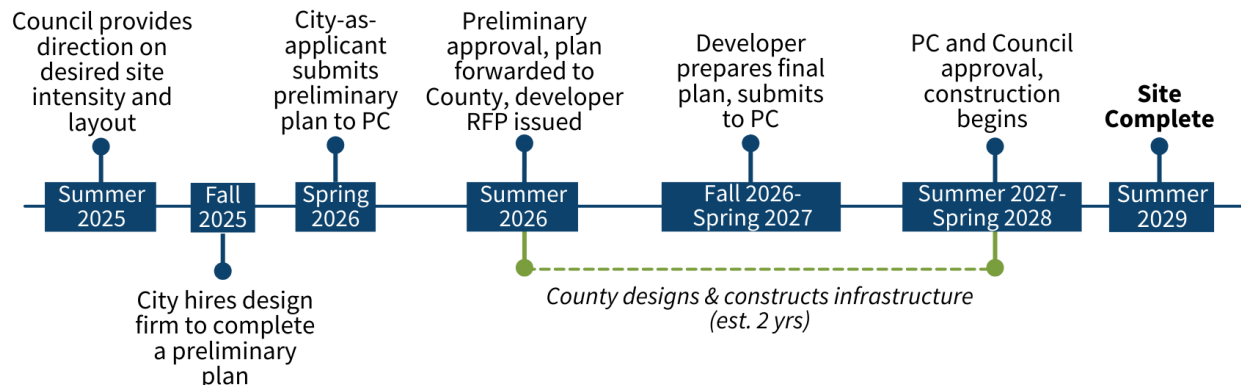 Council provides
direction on
desired site
intensity and
layout
Summer
2025
Fall
2025
City hires design
firm to complete
a preliminary
plan
City-as-
applicant
submits
preliminary
plan to PC
Spring
2026
Preliminary
approval, plan
forwarded to
County, developer
RFP issued
Summer
2026
Developer
prepares final
plan, submits
to PC
Fall 2026-
Spring 2027
PC and Council
approval,
construction
begins
Summer 2027-
Spring 2028
County designs & constructs infrastructure
(est. 2 yrs)
Site
Complete
Summer
2029